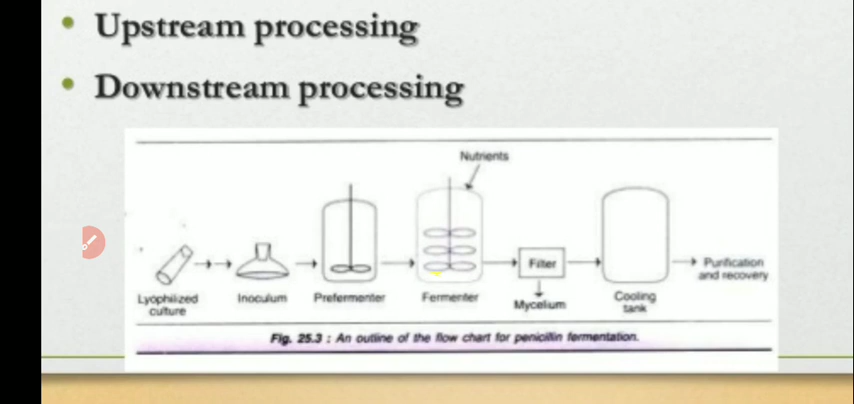 Upstream processing
Downstream processing
Nutrients
Filter
Purification
and recovery
Lyophilized
culture
Inoculum
Prefermenter
Fermenter
Mycelium
Cooling
tank
Fig. 25.3 : An outline of the flow chart for penicillin fermentation.